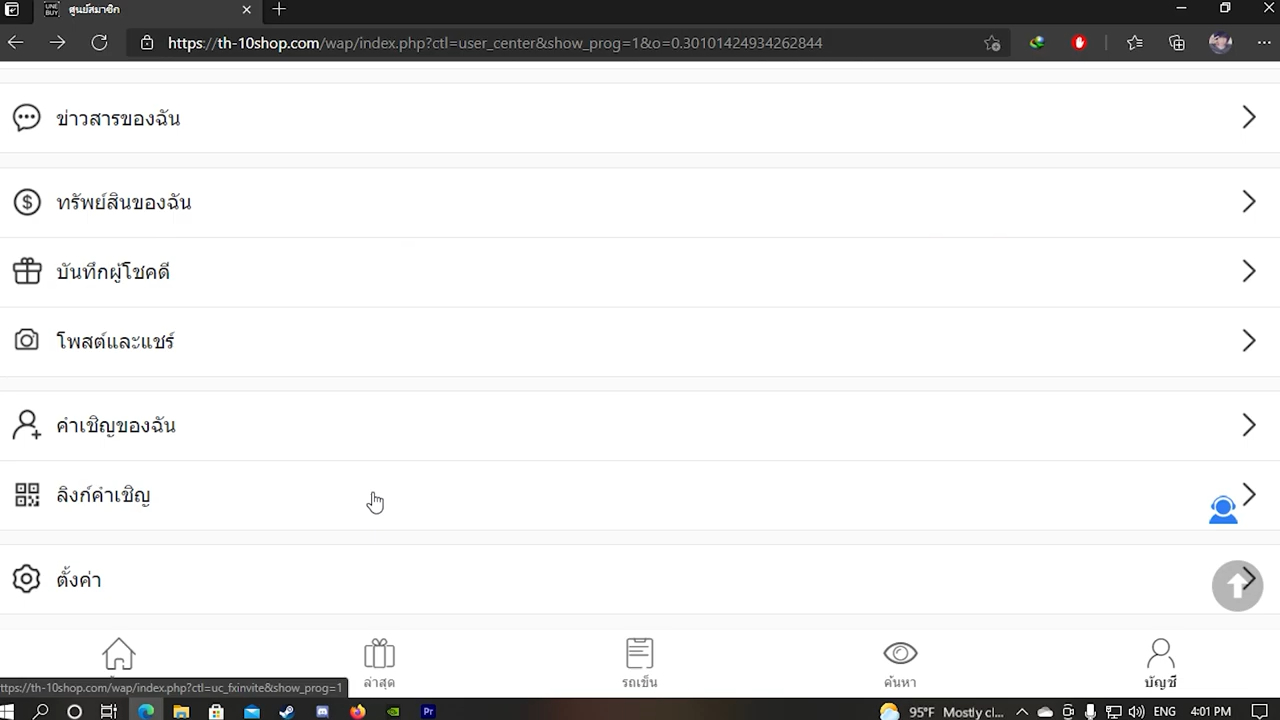 UNE BUY ศูนย์สมาชิก
https://th-10shop.com/wap/index.php?ctl=user_center&show_prog=1&o=0.30101424934262844
ข่าวสารของฉัน
ทรัพย์สินของฉัน
บันทึกผู้โชคดี
โพสต์และแชร์
คำเชิญของฉัน
ลิงก์คำเชิญ
ตั้งค่า
ล่าสุด
รถเข็น
ค้นหา
บัญชี
ttps://th-10shop.com/wap/index.php?ctl=uc_fxinvite&show_prog=1
Pr
95°F Mostly cl...
ENG
4:01 PM